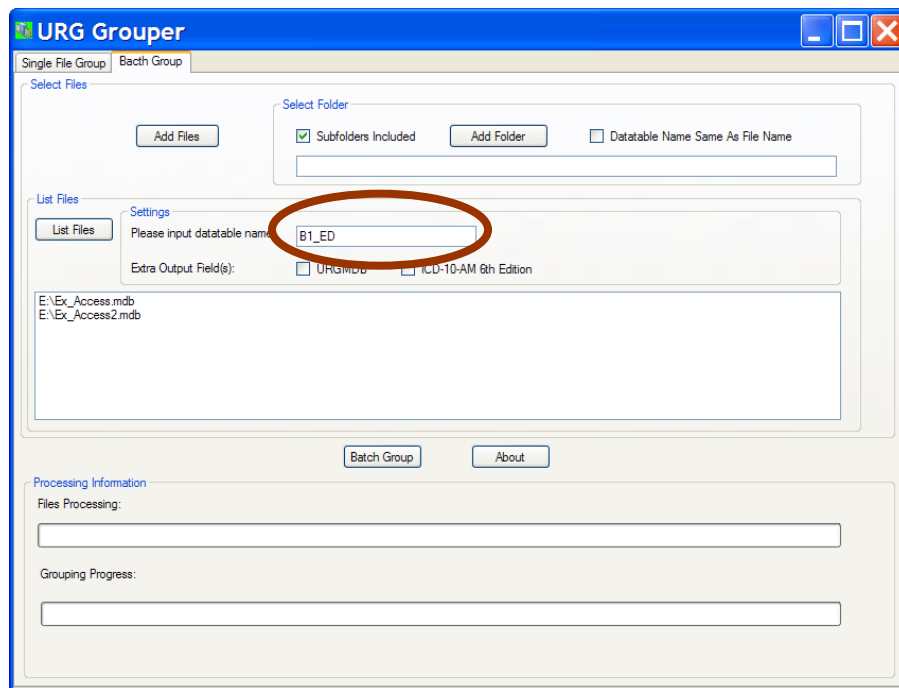 URG Grouper
Single File Group Bacth Group
Select Files
Select Folder
Add Files Subfolders Included Add Folder Datatable Name Same As File Name
List Files
Settings
List Files Please input datatable name B1_ED
Extra Output Field(s): URGMDB ICD-10-AM 6th Edition
E:\Ex_Access.mdb
E:\Ex_Access2.mdb
Batch Group About
Processing Information
Files Processing:
Grouping Progress: